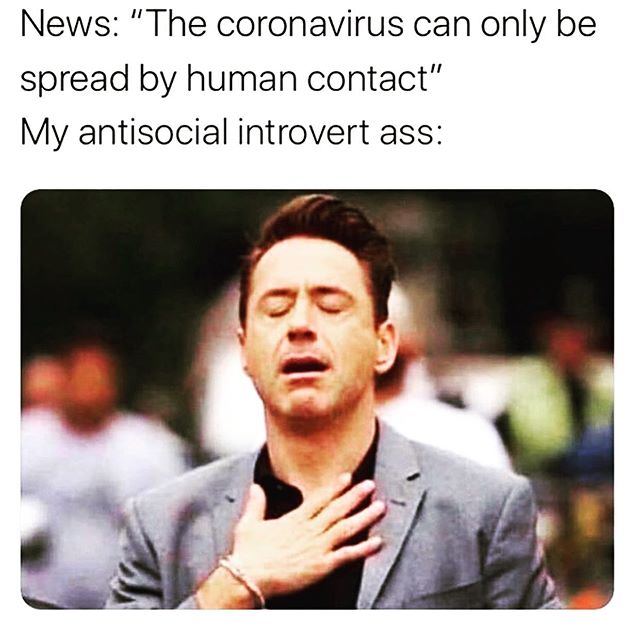 News: “The coronavirus can only be
spread by human contact”
My antisocial introvert ass: